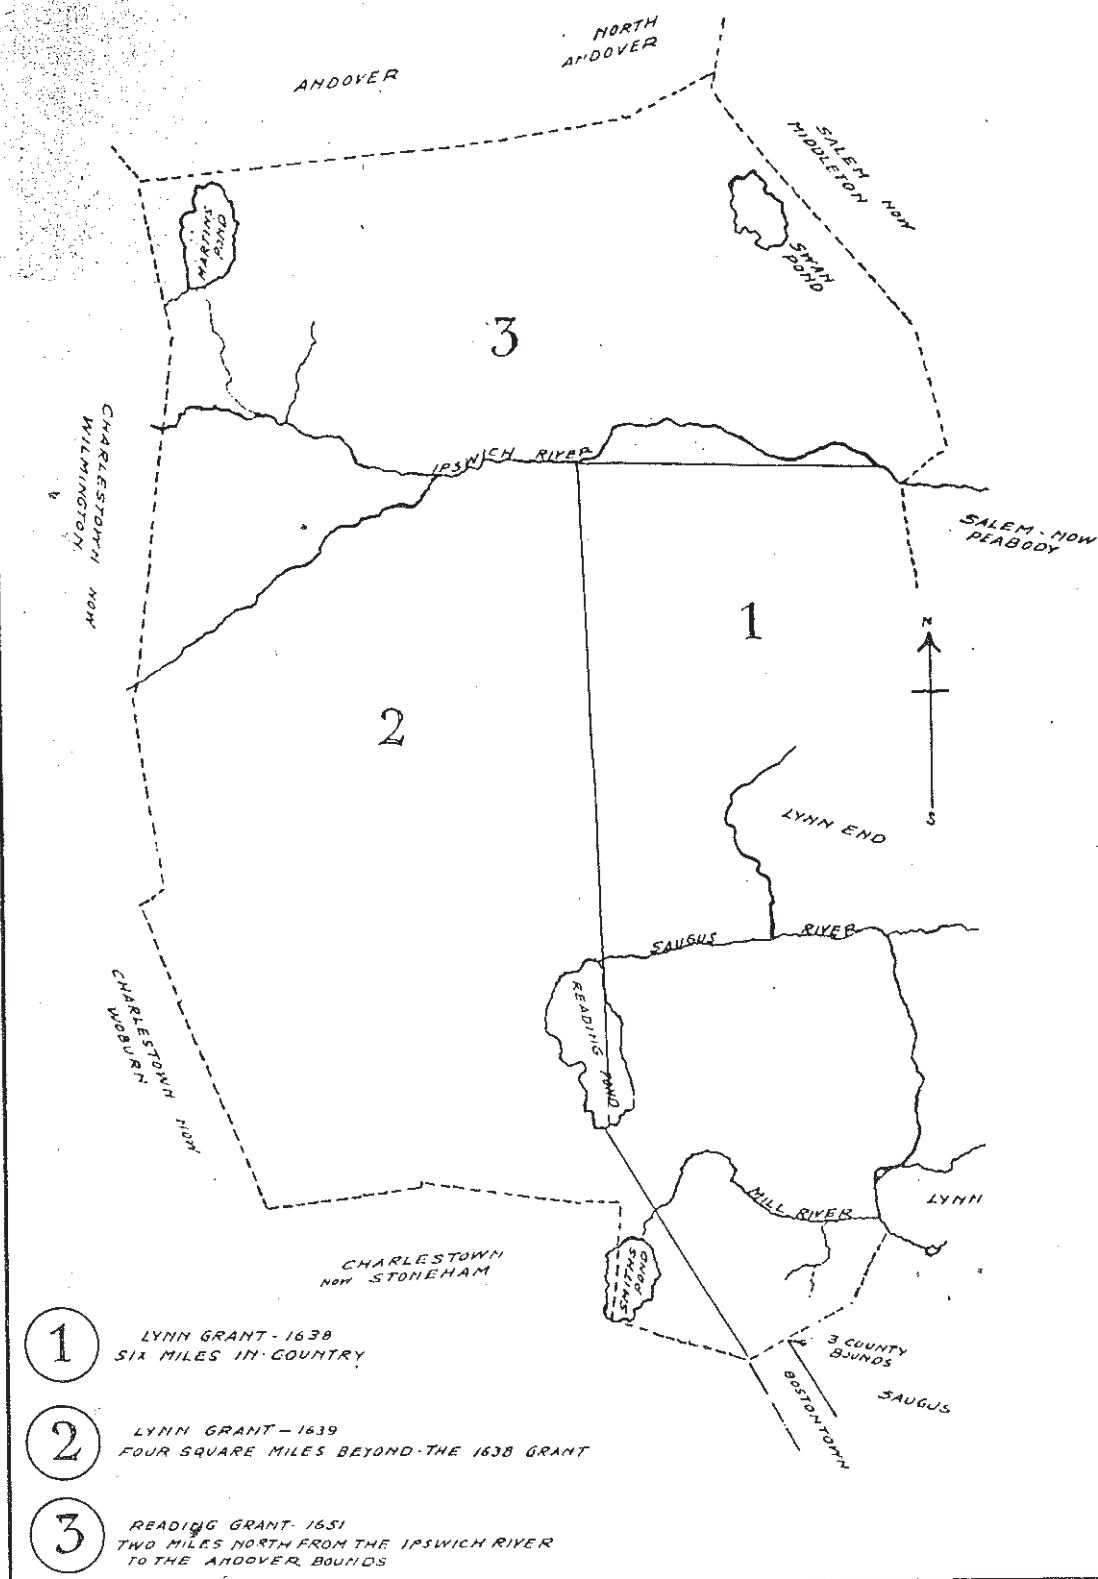 NORTH
ANDOVER
ANDOVER
SALEM NOW
MIDDLETON
MARTINS
POND
SWAN
POND
3
CHARLESTOWN NOW
WILMINGTON
IPSWICH RIVER
SALEM - NOW
PEABODY
1
N
S
2
LYNN END
SAUGUS RIVER
READING POND
CHARLESTOWN NOW
WOBURN
MILL RIVER
LYNN
SMITHS
POND
CHARLESTOWN
NOW STONEHAM
3 COUNTY
BOUNDS
BOSTONTOWN
SAUGUS
1
LYNN GRANT - 1638
SIX MILES IN-COUNTRY
2
LYNN GRANT - 1639
FOUR SQUARE MILES BEYOND-THE 1638 GRANT
3
READING GRANT- 1651
TWO MILES NORTH FROM THE IPSWICH RIVER
TO THE ANDOVER BOUNDS